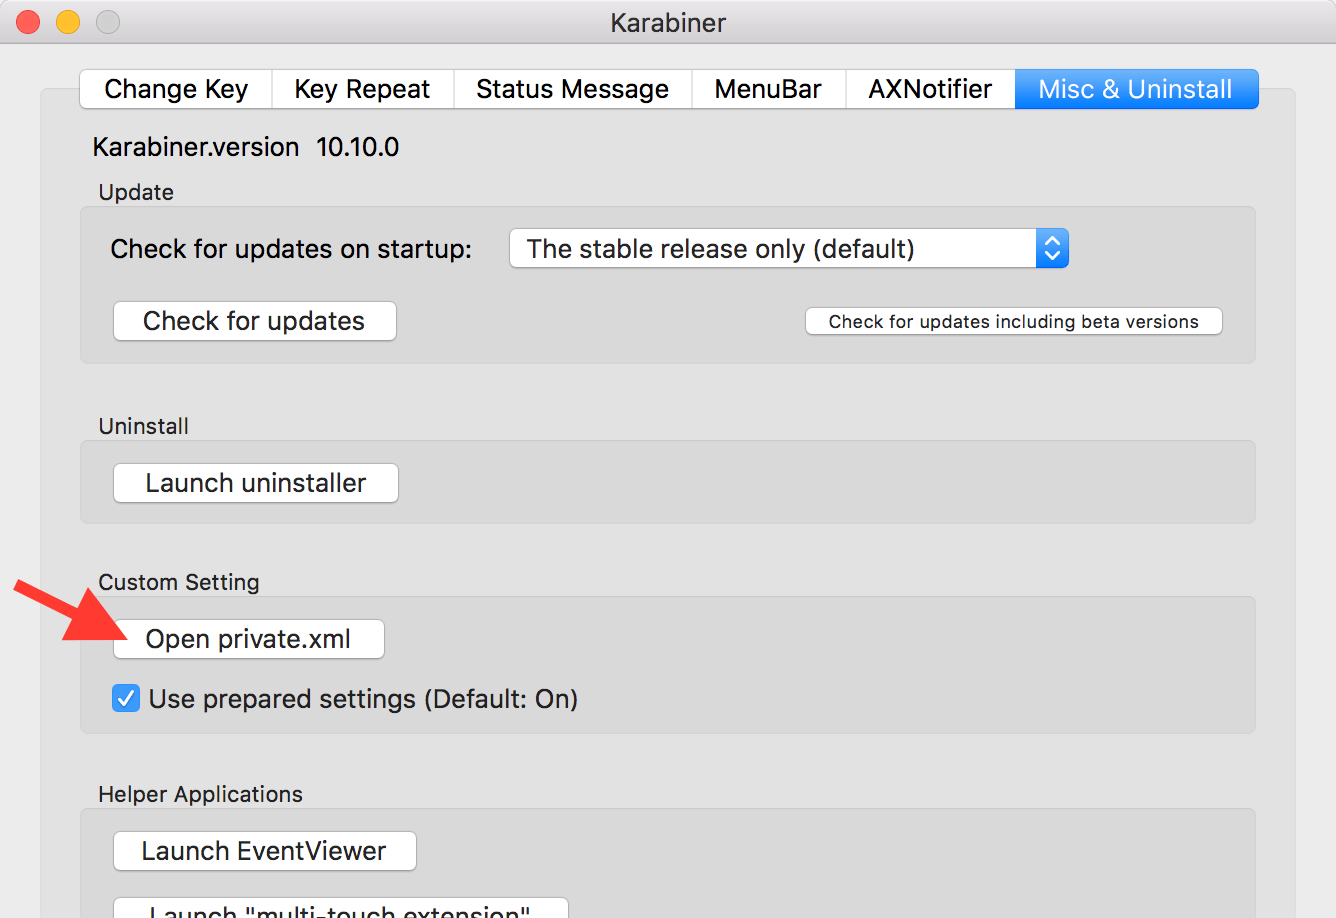 Karabiner
Change Key Key Repeat Status Message MenuBar AXNotifier Misc & Uninstall
Karabiner.version 10.10.0
Update
Check for updates on startup: The stable release only (default)
Check for updates Check for updates including beta versions
Uninstall
Launch uninstaller
Custom Setting
Open private.xml
Use prepared settings (Default: On)
Helper Applications
Launch EventViewer
Launch "multi-touch extension"